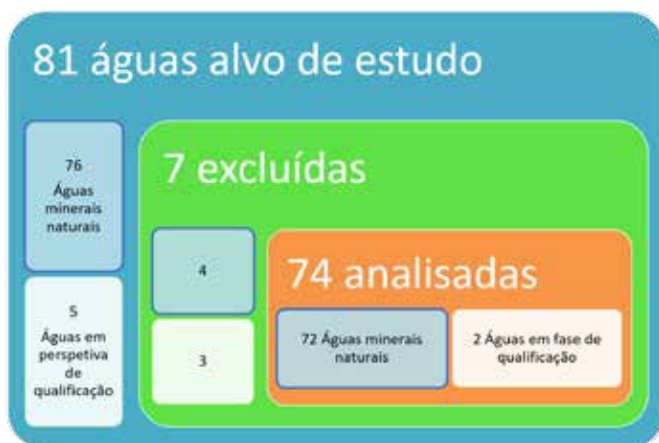 81 águas alvo de estudo
76
Águas
minerais
naturais
5
Águas em
perspetiva
de
qualificação
7 excluídas
4
3
74 analisadas
72 Águas minerais
naturais
2 Águas em fase de
qualificação